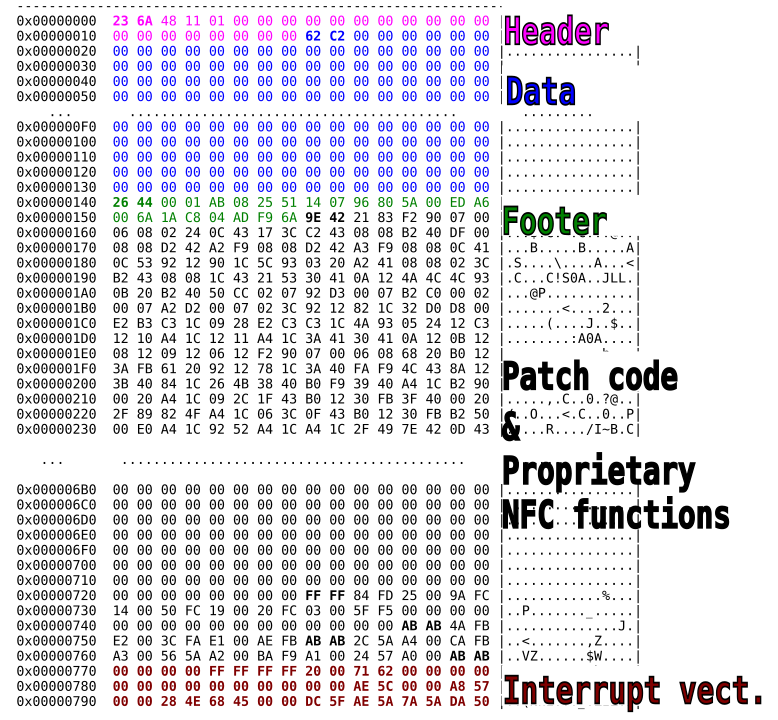 0x00000000 23 6A 48 11 01 00 00 00 00 00 00 00 00 00 00 00
Header
0x00000010 00 00 00 00 00 00 00 00 62 C2 00 00 00 00 00 00
0x00000020 00 00 00 00 00 00 00 00 00 00 00 00 00 00 00 00 |................|
0x00000030 00 00 00 00 00 00 00 00 00 00 00 00 00 00 00 00
0x00000040 00 00 00 00 00 00 00 00 00 00 00 00 00 00 00 00
Data
0x00000050 00 00 00 00 00 00 00 00 00 00 00 00 00 00 00 00
... ......................................... .........
0x000000F0 00 00 00 00 00 00 00 00 00 00 00 00 00 00 00 00 |................|
0x00000100 00 00 00 00 00 00 00 00 00 00 00 00 00 00 00 00 |................|
0x00000110 00 00 00 00 00 00 00 00 00 00 00 00 00 00 00 00 |................|
0x00000120 00 00 00 00 00 00 00 00 00 00 00 00 00 00 00 00 |................|
0x00000130 00 00 00 00 00 00 00 00 00 00 00 00 00 00 00 00 |................|
0x00000140 26 44 00 01 AB 08 25 51 14 07 96 80 5A 00 ED A6
0x00000150 00 6A 1A C8 04 AD F9 6A 9E 42 21 83 F2 90 07 00
Footer
0x00000160 06 08 02 24 0C 43 17 3C C2 43 08 08 B2 40 DF 00
0x00000170 08 08 D2 42 A2 F9 08 08 D2 42 A3 F9 08 08 0C 41 |...B.....B.....A|
0x00000180 0C 53 92 12 90 1C 5C 93 03 20 A2 41 08 08 02 3C |.S....\....A...<|
0x00000190 B2 43 08 08 1C 43 21 53 30 41 0A 12 4A 4C 4C 93 |.C...C!S0A..JLL.|
0x000001A0 0B 20 B2 40 50 CC 02 07 92 D3 00 07 B2 C0 00 02 |...@P...........|
0x000001B0 00 07 A2 D2 00 07 02 3C 92 12 82 1C 32 D0 D8 00 |.......<....2...|
0x000001C0 E2 B3 C3 1C 09 28 E2 C3 C3 1C 4A 93 05 24 12 C3 |.....(....J..$..|
0x000001D0 12 10 A4 1C 12 11 A4 1C 3A 41 30 41 0A 12 0B 12 |........:A0A....|
0x000001E0 08 12 09 12 06 12 F2 90 07 00 06 08 68 20 B0 12
0x000001F0 3A FB 61 20 92 12 78 1C 3A 40 FA F9 4C 43 8A 12
Patch code
0x00000200 3B 40 84 1C 26 4B 38 40 B0 F9 39 40 A4 1C B2 90
0x00000210 00 20 A4 1C 09 2C 1F 43 B0 12 30 FB 3F 40 00 20 |.....,.C..0.?@..|
0x00000220 2F 89 82 4F A4 1C 06 3C 0F 43 B0 12 30 FB B2 50 ..O...<.C..0..P|
&
0x00000230 00 E0 A4 1C 92 52 A4 1C A4 1C 2F 49 7E 42 0D 43 ...R..../I~B.C|
... ...........................................
Proprietary
0x000006B0 00 00 00 00 00 00 00 00 00 00 00 00 00 00 00 00
0x000006C0 00 00 00 00 00 00 00 00 00 00 00 00 00 00 00 00
NFC functions
0x000006D0 00 00 00 00 00 00 00 00 00 00 00 00 00 00 00 00
0x000006E0 00 00 00 00 00 00 00 00 00 00 00 00 00 00 00 00
0x000006F0 00 00 00 00 00 00 00 00 00 00 00 00 00 00 00 00 |................|
0x00000700 00 00 00 00 00 00 00 00 00 00 00 00 00 00 00 00 |................|
0x00000710 00 00 00 00 00 00 00 00 00 00 00 00 00 00 00 00 |................|
0x00000720 00 00 00 00 00 00 00 00 FF FF 84 FD 25 00 9A FC |............%...|
0x00000730 14 00 50 FC 19 00 20 FC 03 00 5F F5 00 00 00 00 |..P......._.....|
0x00000740 00 00 00 00 00 00 00 00 00 00 00 00 AB AB 4A FB |..............J.|
0x00000750 E2 00 3C FA E1 00 AE FB AB AB 2C 5A A4 00 CA FB |..<.......,Z....|
0x00000760 A3 00 56 5A A2 00 BA F9 A1 00 24 57 A0 00 AB AB |..VZ......$W....|
0x00000770 00 00 00 00 FF FF FF FF 20 00 71 62 00 00 00 00
0x00000780 00 00 00 00 00 00 00 00 00 00 AE 5C 00 00 A8 57
Interrupt vect.
0x00000790 00 00 28 4E 68 45 00 00 DC 5F AE 5A 7A 5A DA 50